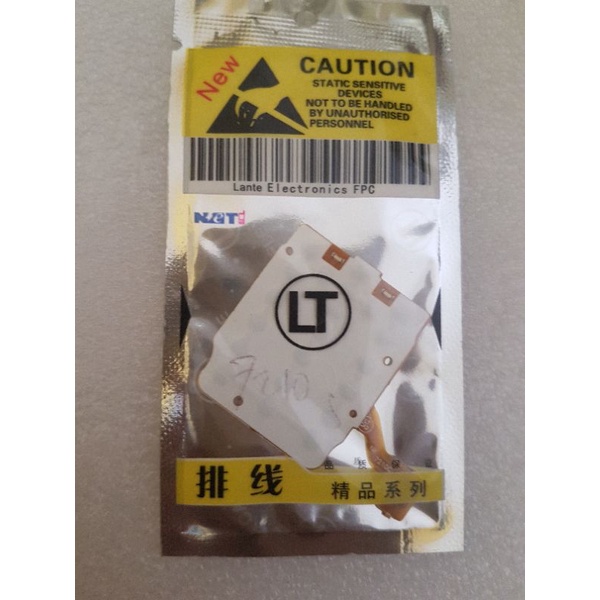 New
CAUTION
STATIC SENSITIVE
DEVICES
NOT TO BE HANDLED
BY UNAUTHORISED
PERSONNEL
Lante Electronics FPC
LT
排线
精品系列